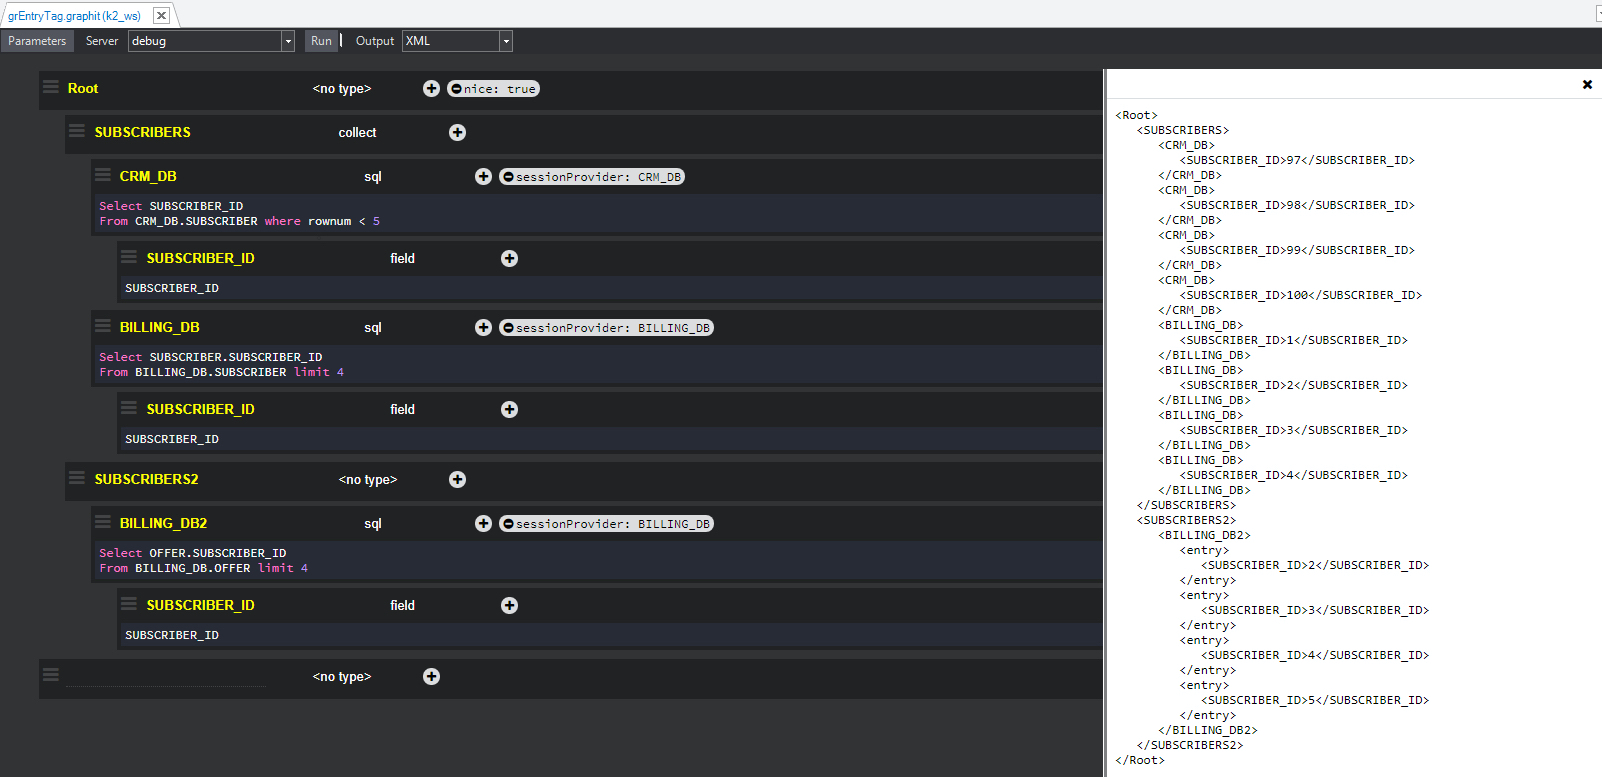 grEntryTag.graphit (k2_ws)
Parameters Server debug Run Output XML
Root <no type> nice: true
SUBSCRIBERS collect
CRM_DB sql sessionProvider: CRM_DB
Select SUBSCRIBER_ID
From CRM_DB.SUBSCRIBER where rownum < 5
SUBSCRIBER_ID field
SUBSCRIBER_ID
BILLING_DB sql sessionProvider: BILLING_DB
Select SUBSCRIBER.SUBSCRIBER_ID
From BILLING_DB.SUBSCRIBER limit 4
SUBSCRIBER_ID field
SUBSCRIBER_ID
SUBSCRIBERS2 <no type>
BILLING_DB2 sql sessionProvider: BILLING_DB
Select OFFER.SUBSCRIBER_ID
From BILLING_DB.OFFER limit 4
SUBSCRIBER_ID field
SUBSCRIBER_ID
<no type>
<Root>
<SUBSCRIBERS>
<CRM_DB>
<SUBSCRIBER_ID>97</SUBSCRIBER_ID>
</CRM_DB>
<CRM_DB>
<SUBSCRIBER_ID>98</SUBSCRIBER_ID>
</CRM_DB>
<CRM_DB>
<SUBSCRIBER_ID>99</SUBSCRIBER_ID>
</CRM_DB>
<CRM_DB>
<SUBSCRIBER_ID>100</SUBSCRIBER_ID>
</CRM_DB>
<BILLING_DB>
<SUBSCRIBER_ID>1</SUBSCRIBER_ID>
</BILLING_DB>
<BILLING_DB>
<SUBSCRIBER_ID>2</SUBSCRIBER_ID>
</BILLING_DB>
<BILLING_DB>
<SUBSCRIBER_ID>3</SUBSCRIBER_ID>
</BILLING_DB>
<BILLING_DB>
<SUBSCRIBER_ID>4</SUBSCRIBER_ID>
</BILLING_DB>
</SUBSCRIBERS>
<SUBSCRIBERS2>
<BILLING_DB2>
<entry>
<SUBSCRIBER_ID>2</SUBSCRIBER_ID>
</entry>
<entry>
<SUBSCRIBER_ID>3</SUBSCRIBER_ID>
</entry>
<entry>
<SUBSCRIBER_ID>4</SUBSCRIBER_ID>
</entry>
<entry>
<SUBSCRIBER_ID>5</SUBSCRIBER_ID>
</entry>
</BILLING_DB2>
</SUBSCRIBERS2>
</Root>